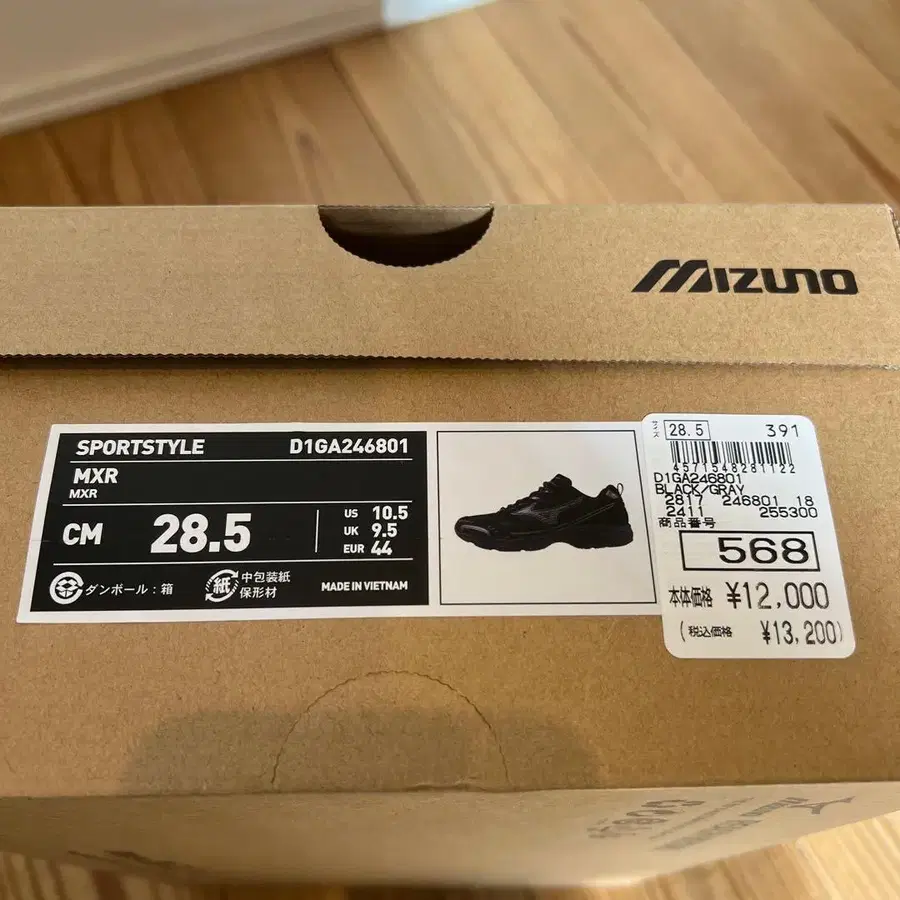 MIZUNO
SPORTSTYLE D1GA246801
MXR
MXR
CM 28.5
US 10.5
UK 9.5
EUR 44
ダンボール:箱
紙 中包装紙
保形材
MADE IN VIETNAM
28.5 391
4571548281122
D1GA246801
BLACK/GRAY
2817 246801 18
2411 255300
商品番号
568
本体価格 ¥12,000
(税込価格 ¥13,200)